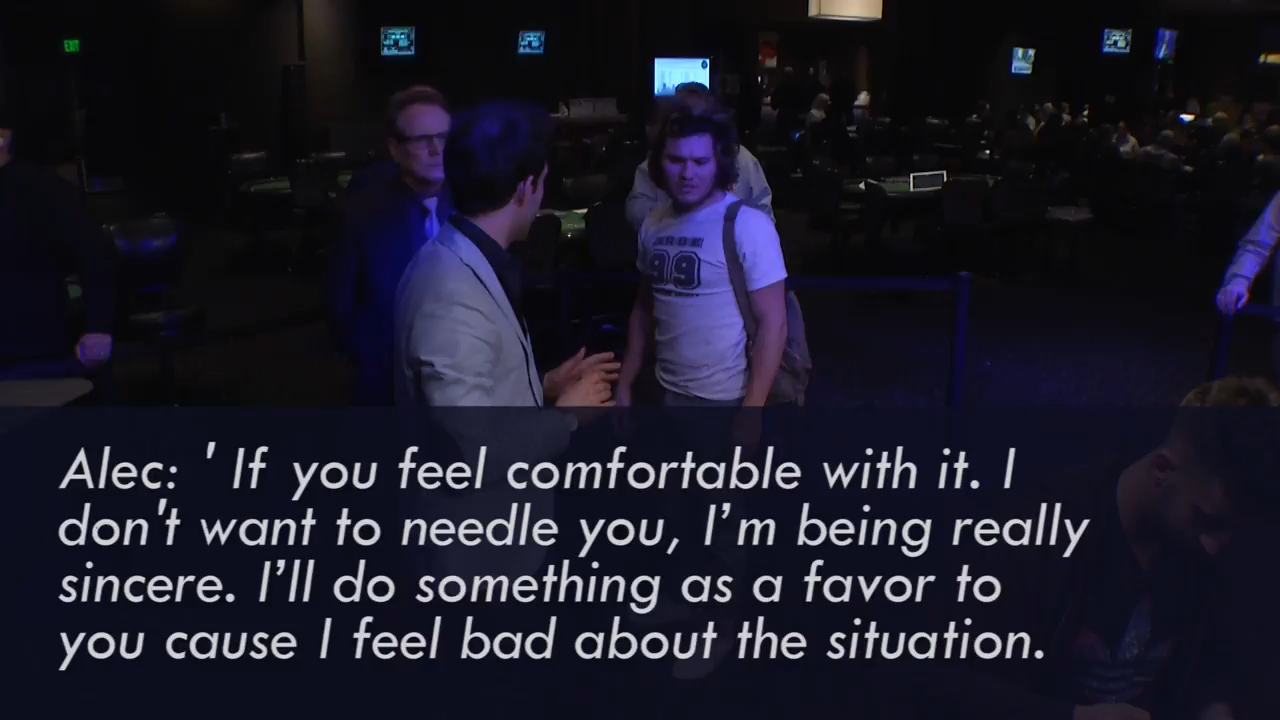 EXIT
99
Alec: ' If you feel comfortable with it. I
don't want to needle you, I’m being really
sincere. I’ll do something as a favor to
you cause I feel bad about the situation.